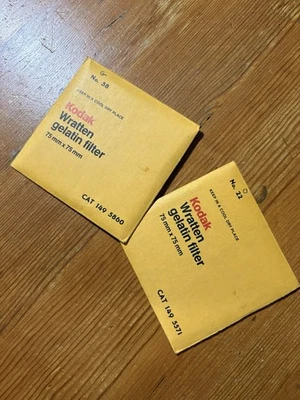 G
No. 58
KEEP IN A COOL DRY PLACE
Kodak
Wratten
gelatin filter
75 mm x 75 mm
CAT 149 5860
O
No. 22
KEEP IN A COOL DRY PLACE
Kodak
Wratten
gelatin filter
75 mm x 75 mm
CAT 149 5571